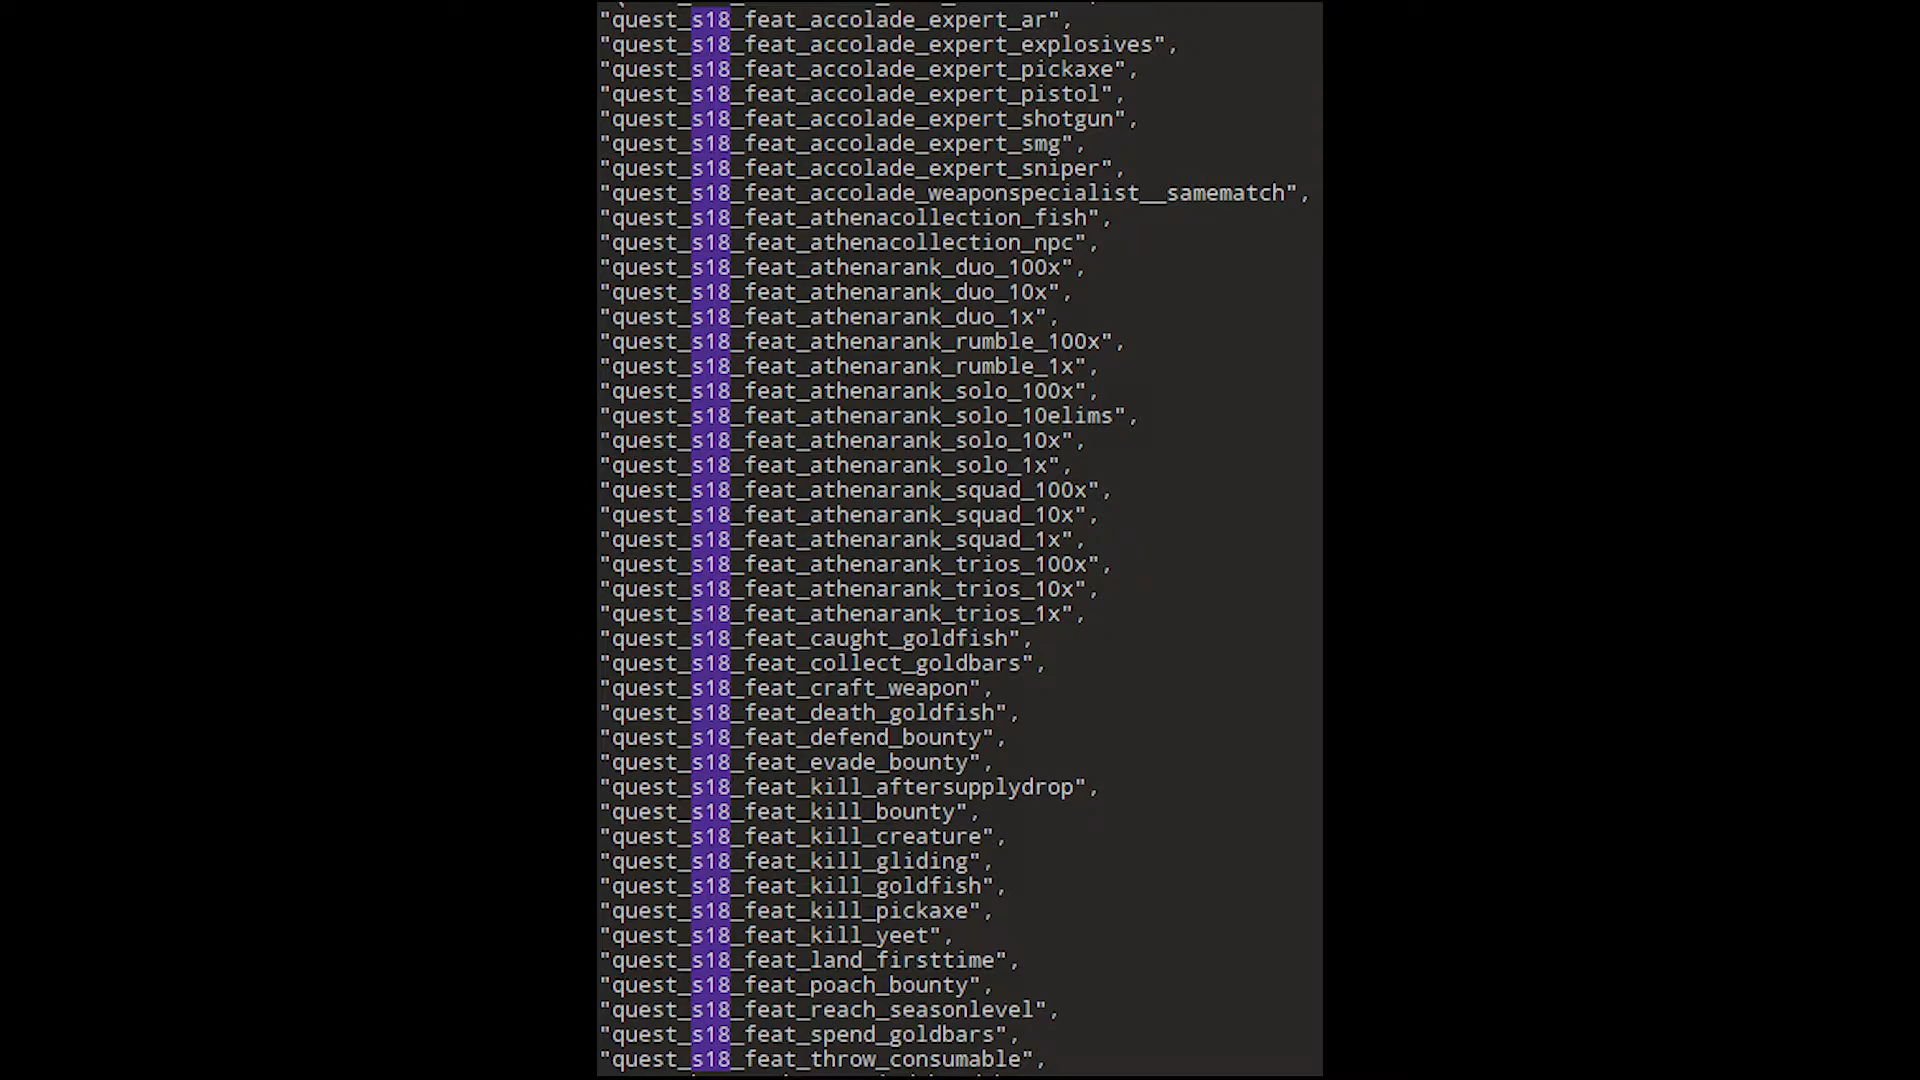 "quest_s18_feat_accolade_expert_ar",
"quest_s18_feat_accolade_expert_explosives",
"quest_s18_feat_accolade_expert_pickaxe",
"quest_s18_feat_accolade_expert_pistol",
"quest_s18_feat_accolade_expert_shotgun",
"quest_s18_feat_accolade_expert_smg",
"quest_s18_feat_accolade_expert_sniper",
"quest_s18_feat_accolade_weaponspecialist__samematch",
"quest_s18_feat_athenacollection_fish",
"quest_s18_feat_athenacollection_npc",
"quest_s18_feat_athenarank_duo_100x",
"quest_s18_feat_athenarank_duo_10x",
"quest_s18_feat_athenarank_duo_1x",
"quest_s18_feat_athenarank_rumble_100x",
"quest_s18_feat_athenarank_rumble_1x",
"quest_s18_feat_athenarank_solo_100x",
"quest_s18_feat_athenarank_solo_10elims",
"quest_s18_feat_athenarank_solo_10x",
"quest_s18_feat_athenarank_solo_1x",
"quest_s18_feat_athenarank_squad_100x",
"quest_s18_feat_athenarank_squad_10x",
"quest_s18_feat_athenarank_squad_1x",
"quest_s18_feat_athenarank_trios_100x",
"quest_s18_feat_athenarank_trios_10x",
"quest_s18_feat_athenarank_trios_1x",
"quest_s18_feat_caught_goldfish",
"quest_s18_feat_collect_goldbars",
"quest_s18_feat_craft_weapon",
"quest_s18_feat_death_goldfish",
"quest_s18_feat_defend_bounty",
"quest_s18_feat_evade_bounty",
"quest_s18_feat_kill_aftersupplydrop",
"quest_s18_feat_kill_bounty",
"quest_s18_feat_kill_creature",
"quest_s18_feat_kill_gliding",
"quest_s18_feat_kill_goldfish",
"quest_s18_feat_kill_pickaxe",
"quest_s18_feat_kill_yeet",
"quest_s18_feat_land_firsttime",
"quest_s18_feat_poach_bounty",
"quest_s18_feat_reach_seasonlevel",
"quest_s18_feat_spend_goldbars",
"quest_s18_feat_throw_consumable",